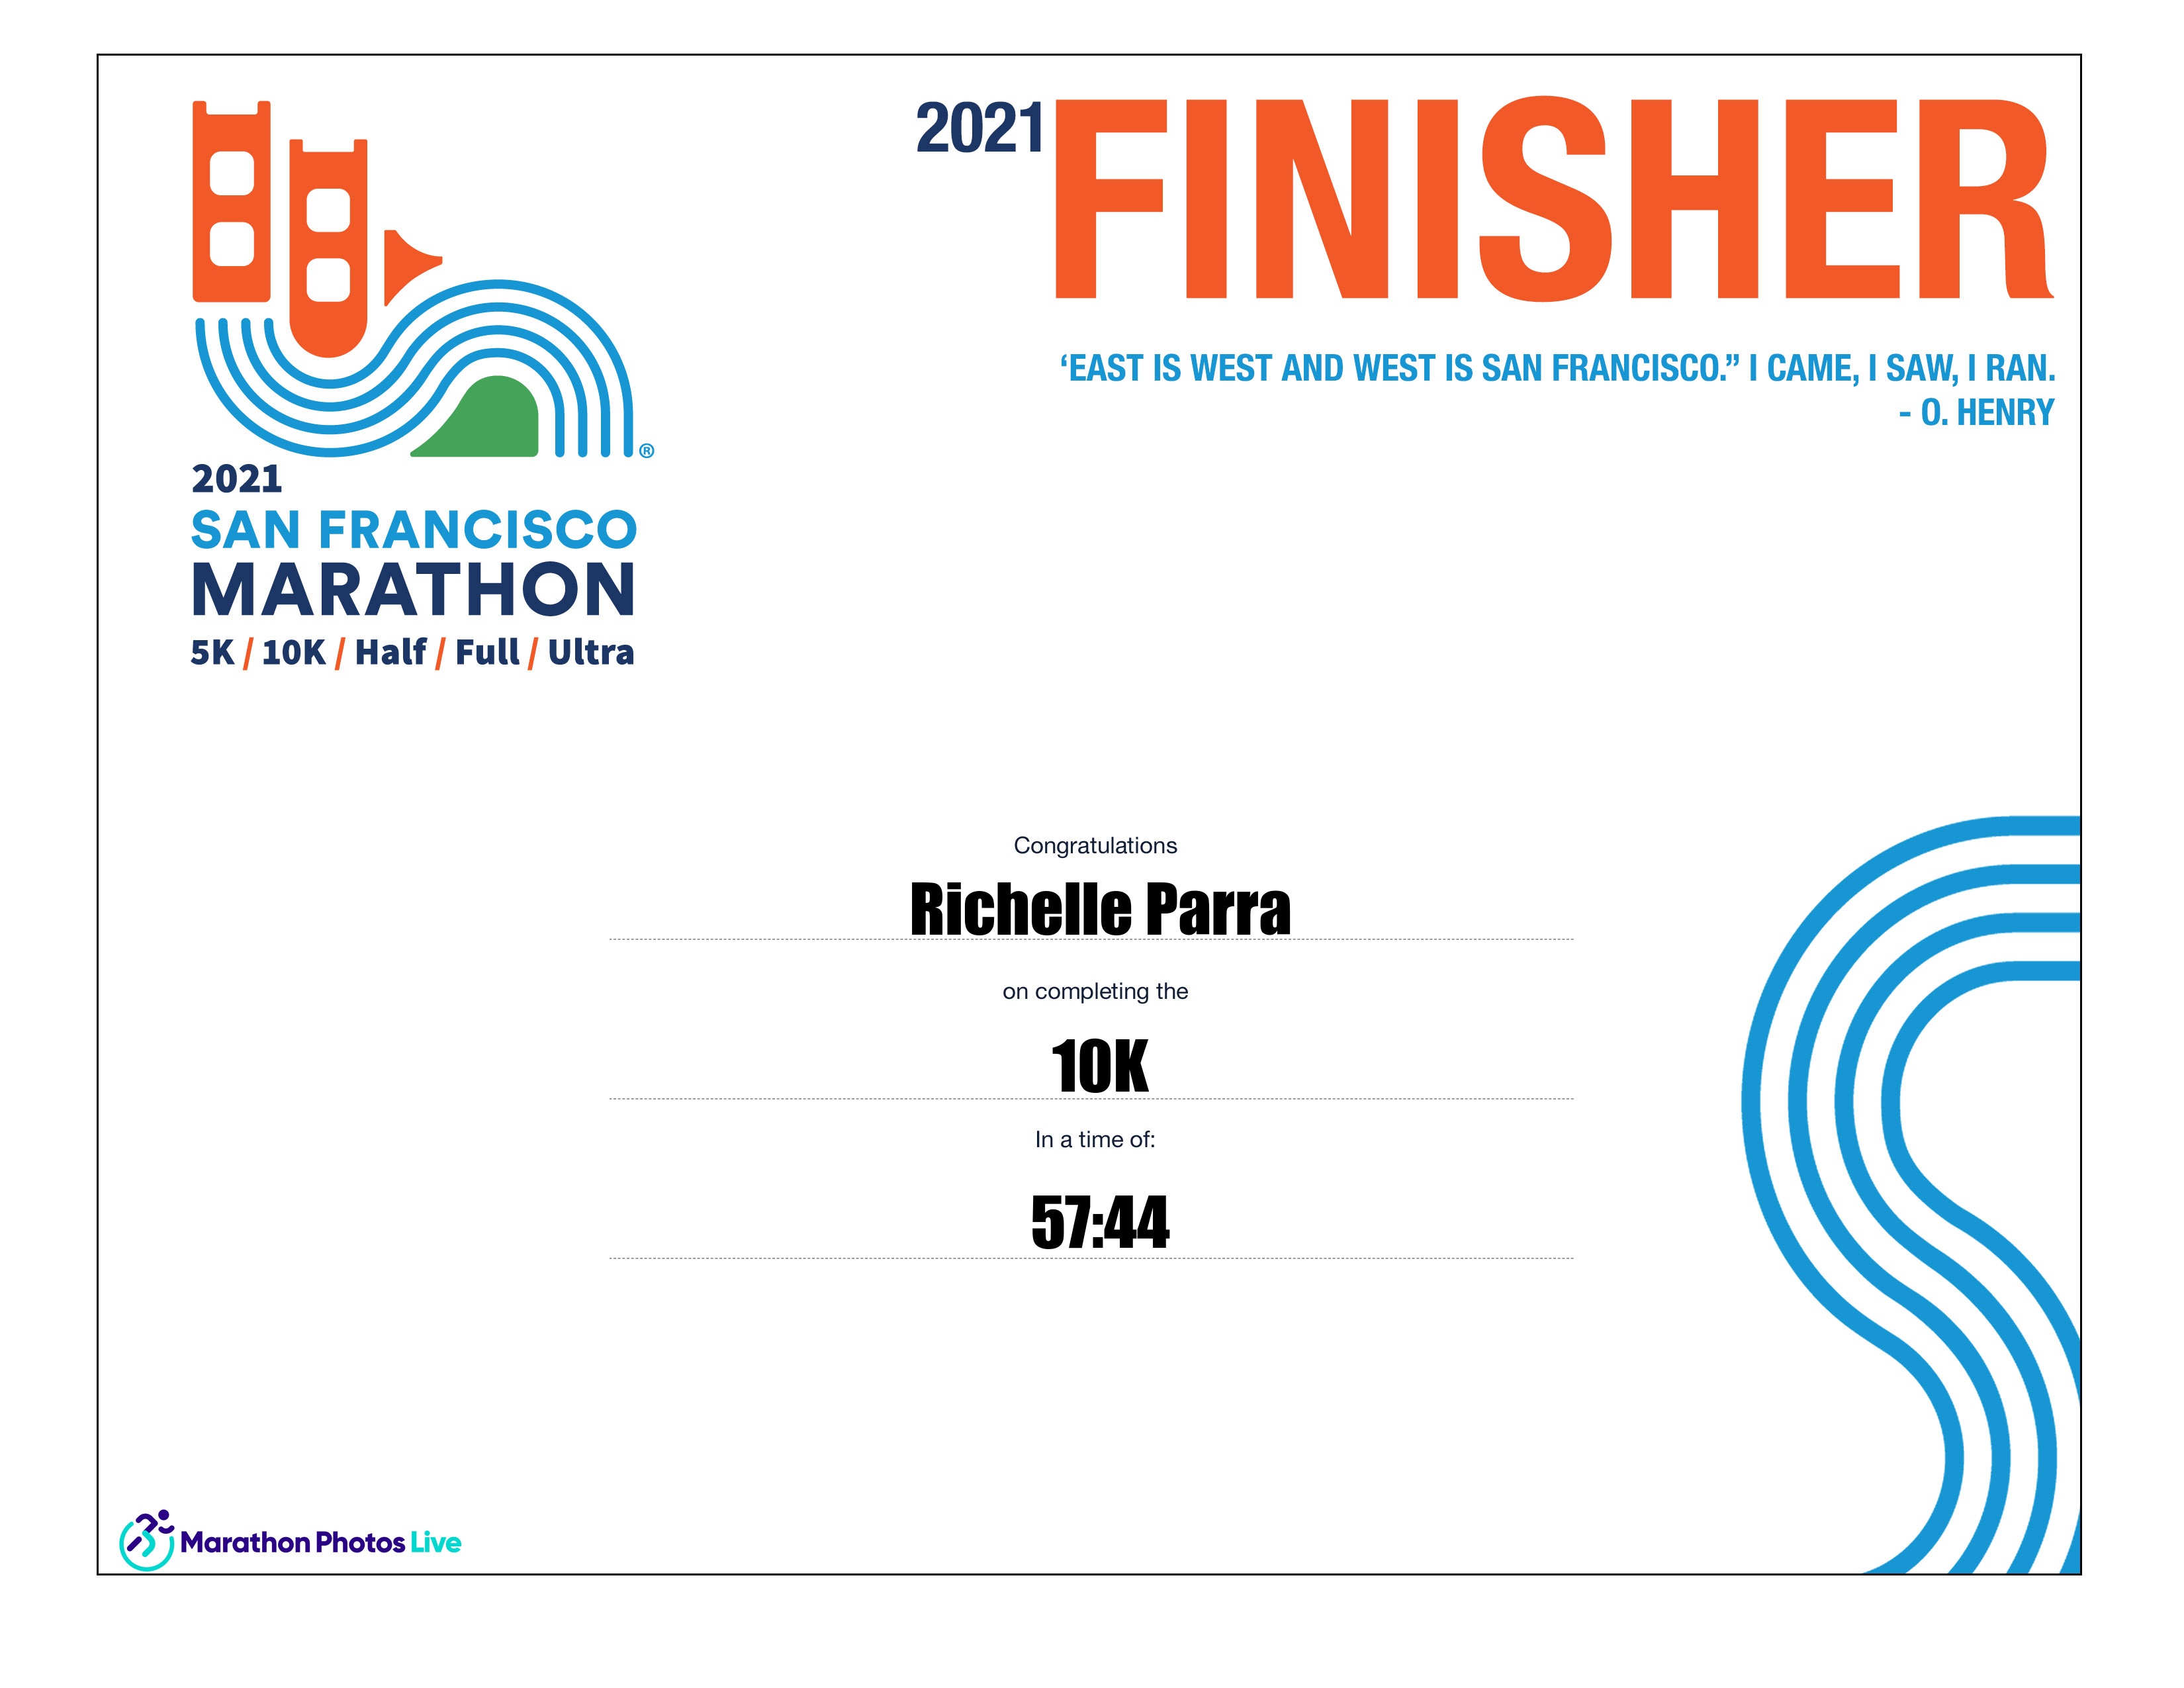 2021 FINISHER
‘EAST IS WEST AND WEST IS SAN FRANCISCO.” I CAME, I SAW, I RAN.
- O. HENRY
®
2021
SAN FRANCISCO
MARATHON
5K / 10K / Half / Full / Ultra
Congratulations
Richelle Parra
on completing the
10K
In a time of:
57:44
Marathon Photos Live